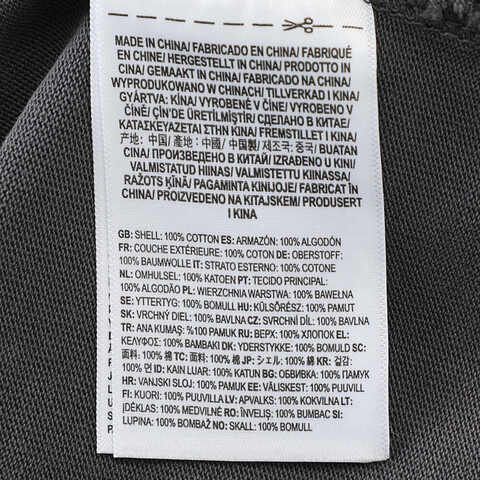 MADE IN CHINA/ FABRICADO EN CHINA/ FABRIQUÉ
EN CHINE/ HERGESTELLT IN CHINA/ PRODOTTO IN
CINA/ GEMAAKT IN CHINA/ FABRICADO NA CHINA/
WYPRODUKOWANO W CHINACH/ TILLVERKAD I KINA/
GYÁRTVA: KÍNA/ VYROBENÉ V ČÍNE/ VYROBENO V
ČÍNĚ/ ÇİN'DE ÜRETİLMİŞTİR/ СДЕЛАНО В КИТАЕ/
ΚΑΤΑΣΚΕΥΑΖΕΤΑΙ ΣΤΗΝ ΚΙΝΑ/ FREMSTILLET I KINA/
产地：中国/ 產地：中國/ 中国製/ 제조국: 중국/ BUATAN
CINA/ ПРОИЗВЕДЕНО В КИТАЙ/ IZRAĐENO U KINI/
VALMISTATUD HIINAS/ VALMISTETTU KIINASSA/
RAŽOTS ĶĪNĀ/ PAGAMINTA KINIJOJE/ FABRICAT ÎN
CHINA/ PROIZVEDENO NA KITAJSKEM/ PRODUSERT
I KINA
GB: SHELL: 100% COTTON ES: ARMAZÓN: 100% ALGODÓN
FR: COUCHE EXTÉRIEURE: 100% COTON DE: OBERSTOFF:
100% BAUMWOLLE IT: STRATO ESTERNO: 100% COTONE
NL: OMHULSEL: 100% KATOEN PT: TECIDO PRINCIPAL:
100% ALGODÃO PL: WIERZCHNIA WARSTWA: 100% BAWEŁNA
SE: YTTERTYG: 100% BOMULL HU: KÜLSŐRÉSZ: 100% PAMUT
SK: VRCHNÝ DIEL: 100% BAVLNA CZ: SVRCHNÍ DÍL: 100% BAVLNA
TR: ANA KUMAŞ: %100 PAMUK RU: ВЕРХ: 100% ХЛОПОК EL:
ΚΕΛΥΦΟΣ: 100% ΒΑΜΒΑΚΙ DK: YDERSTYKKE: 100% BOMULD SC:
面料: 100% 棉 TC: 面料: 100% 棉 JP: シェル: 100% 綿 KR: 겉감:
100% 면 ID: KAIN LUAR: 100% KATUN BG: ОБШИВКА: 100% ПАМУК
HR: VANJSKI SLOJ: 100% PAMUK EE: VÄLISKEST: 100% PUUVILL
FI: KUORI: 100% PUUVILLA LV: APVALKS: 100% KOKVILNA LT:
ĮDĖKLAS: 100% MEDVILNĖ RO: ÎNVELIŞ: 100% BUMBAC SI:
LUPINA: 100% BOMBAŽ NO: SKALL: 100% BOMULL